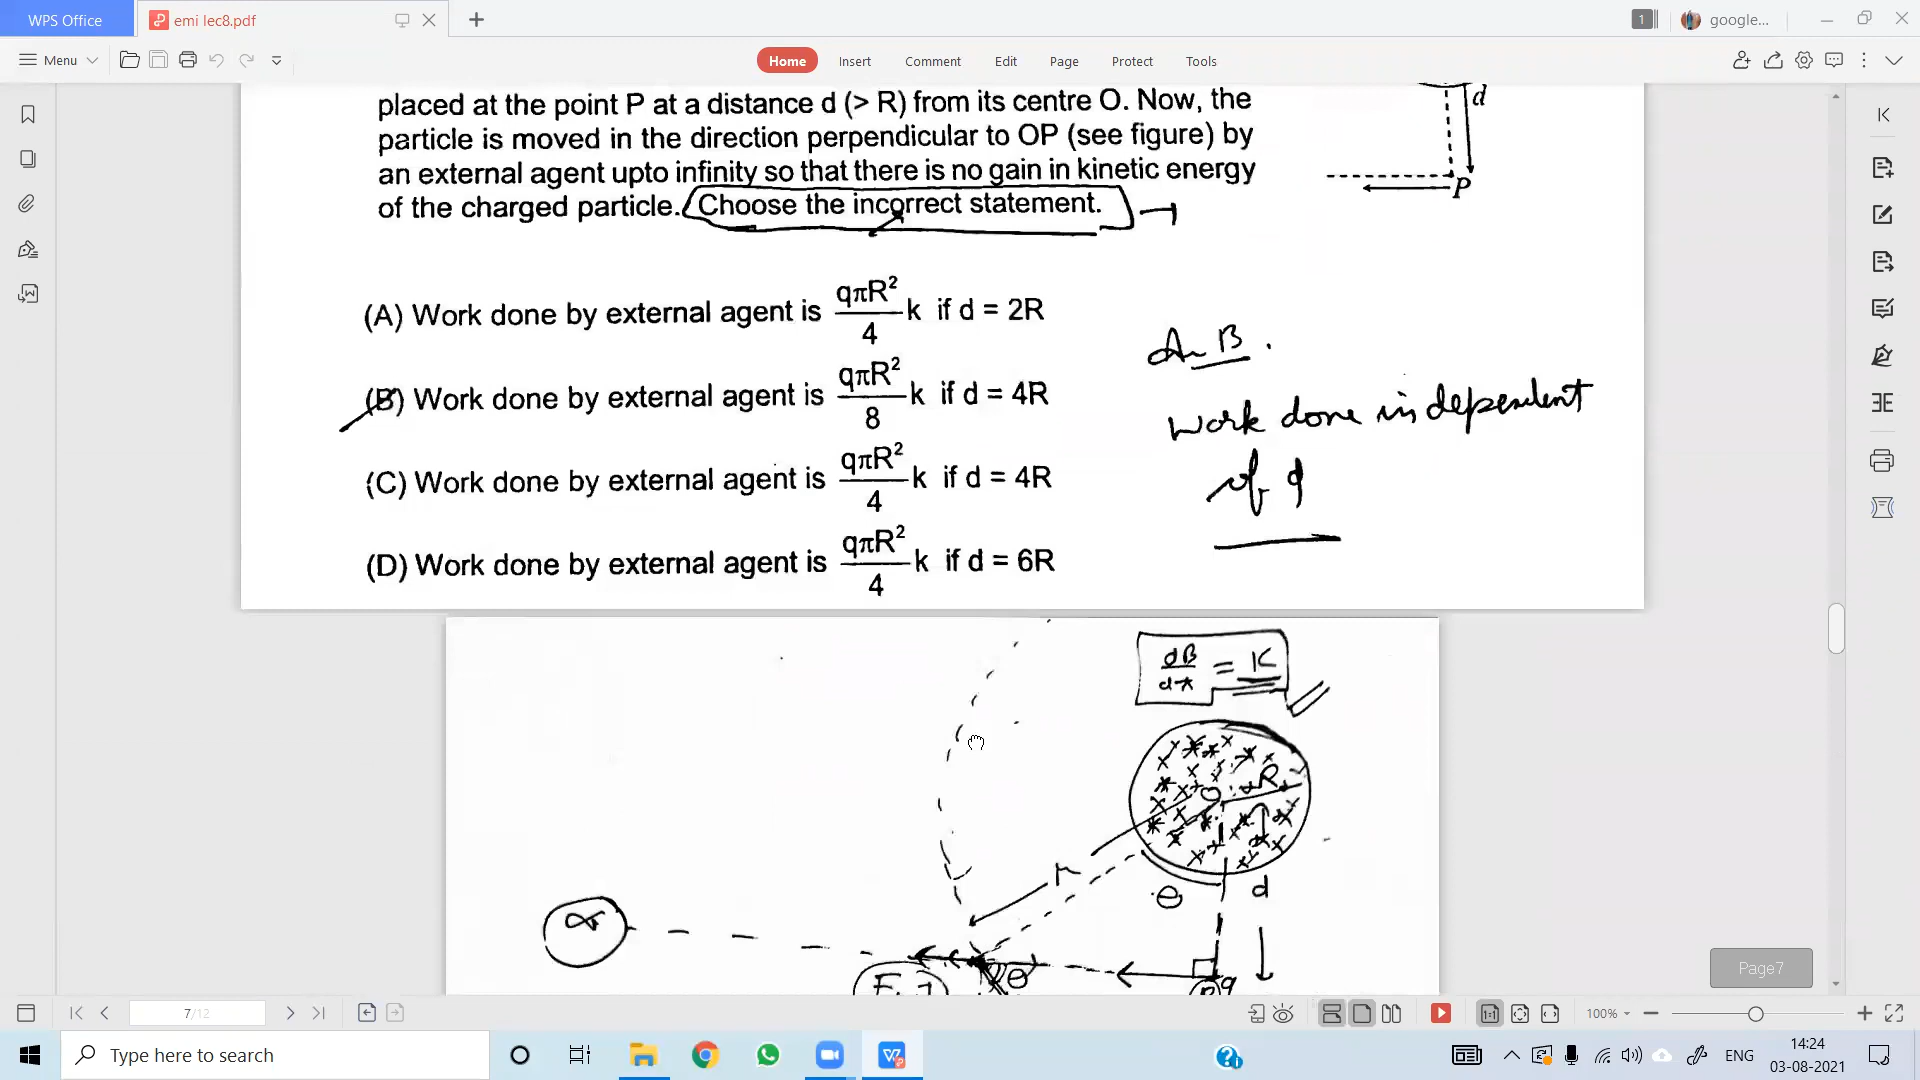 WPS Office
emi lec8.pdf
1
google...
Menu
Home
Insert
Comment
Edit
Page
Protect
Tools
placed at the point P at a distance d (> R) from its centre O. Now, the
particle is moved in the direction perpendicular to OP (see figure) by
an external agent upto infinity so that there is no gain in kinetic energy
of the charged particle. Choose the incorrect statement.
d
P
(A) Work done by external agent is qπR²/4 k if d = 2R
(B) Work done by external agent is qπR²/8 k if d = 4R
(C) Work done by external agent is qπR²/4 k if d = 4R
(D) Work done by external agent is qπR²/4 k if d = 6R
B.
Work done independent
of d
dB/dt = K
R
O
r
θ
d
∞
θ
q
Page7
7/12
100%
Type here to search
ENG
14:24
03-08-2021